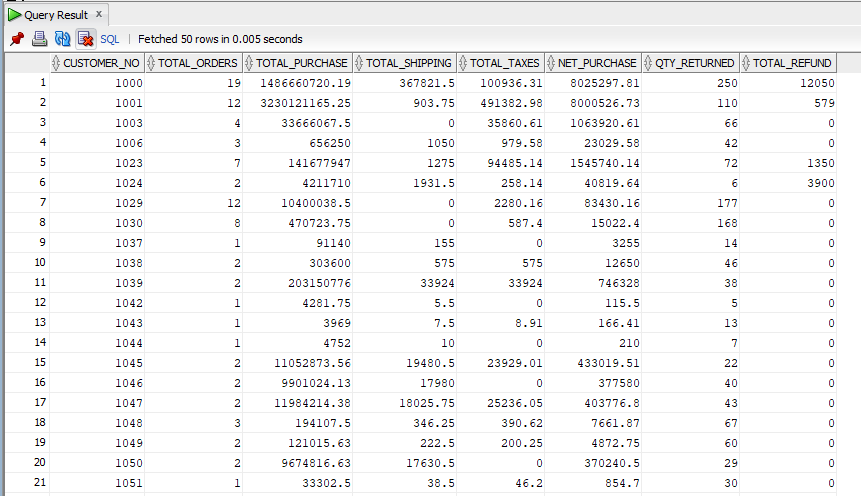 Query Result x
SQL | Fetched 50 rows in 0.005 seconds
CUSTOMER_NO TOTAL_ORDERS TOTAL_PURCHASE TOTAL_SHIPPING TOTAL_TAXES NET_PURCHASE QTY_RETURNED TOTAL_REFUND
1 1000 19 1486660720.19 367821.5 100936.31 8025297.81 250 12050
2 1001 12 3230121165.25 903.75 491382.98 8000526.73 110 579
3 1003 4 33666067.5 0 35860.61 1063920.61 66 0
4 1006 3 656250 1050 979.58 23029.58 42 0
5 1023 7 141677947 1275 94485.14 1545740.14 72 1350
6 1024 2 4211710 1931.5 258.14 40819.64 6 3900
7 1029 12 10400038.5 0 2280.16 83430.16 177 0
8 1030 8 470723.75 0 587.4 15022.4 168 0
9 1037 1 91140 155 0 3255 14 0
10 1038 2 303600 575 575 12650 46 0
11 1039 2 203150776 33924 33924 746328 38 0
12 1042 1 4281.75 5.5 0 115.5 5 0
13 1043 1 3969 7.5 8.91 166.41 13 0
14 1044 1 4752 10 0 210 7 0
15 1045 2 11052873.56 19480.5 23929.01 433019.51 22 0
16 1046 2 9901024.13 17980 0 377580 40 0
17 1047 2 11984214.38 18025.75 25236.05 403776.8 43 0
18 1048 3 194107.5 346.25 390.62 7661.87 67 0
19 1049 2 121015.63 222.5 200.25 4872.75 60 0
20 1050 2 9674816.63 17630.5 0 370240.5 29 0
21 1051 1 33302.5 38.5 46.2 854.7 30 0